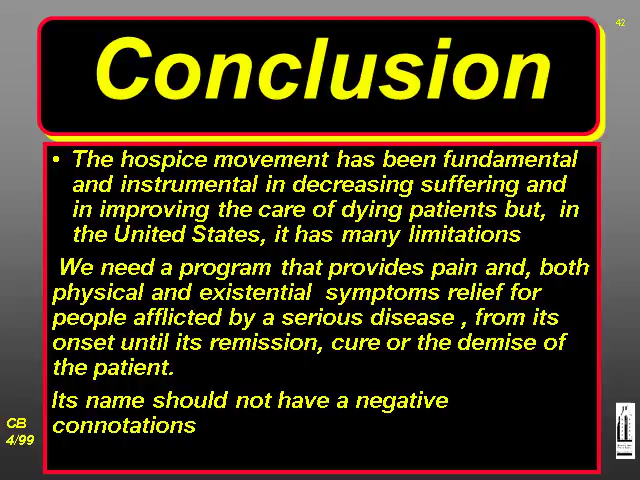 42
Conclusion
• The hospice movement has been fundamental
and instrumental in decreasing suffering and
in improving the care of dying patients but, in
the United States, it has many limitations
We need a program that provides pain and, both
physical and existential symptoms relief for
people afflicted by a serious disease , from its
onset until its remission, cure or the demise of
the patient.
Its name should not have a negative
connotations
CB
4/99